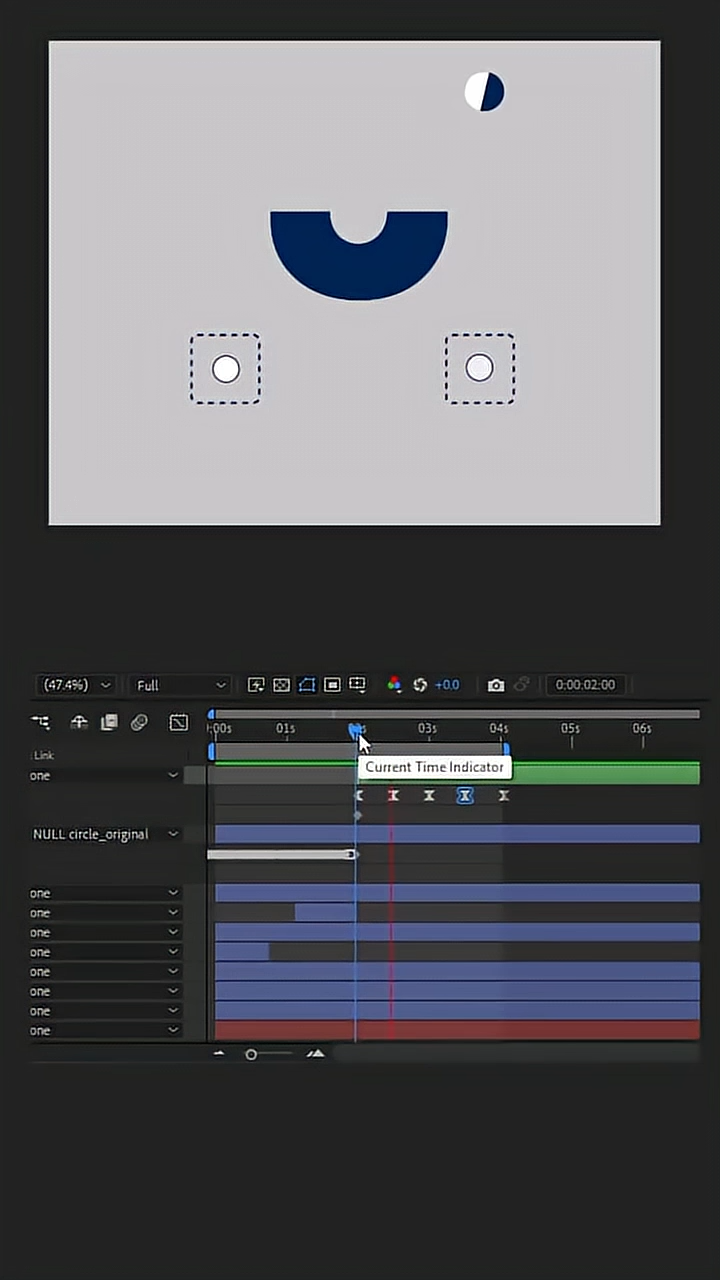 (47.4%) Full +0.0 0:00:02:00
:00s 01s 03s 04s 05s 06s
Link
Current Time Indicator
one
NULL circle_original
one
one
one
one
one
one
one
one